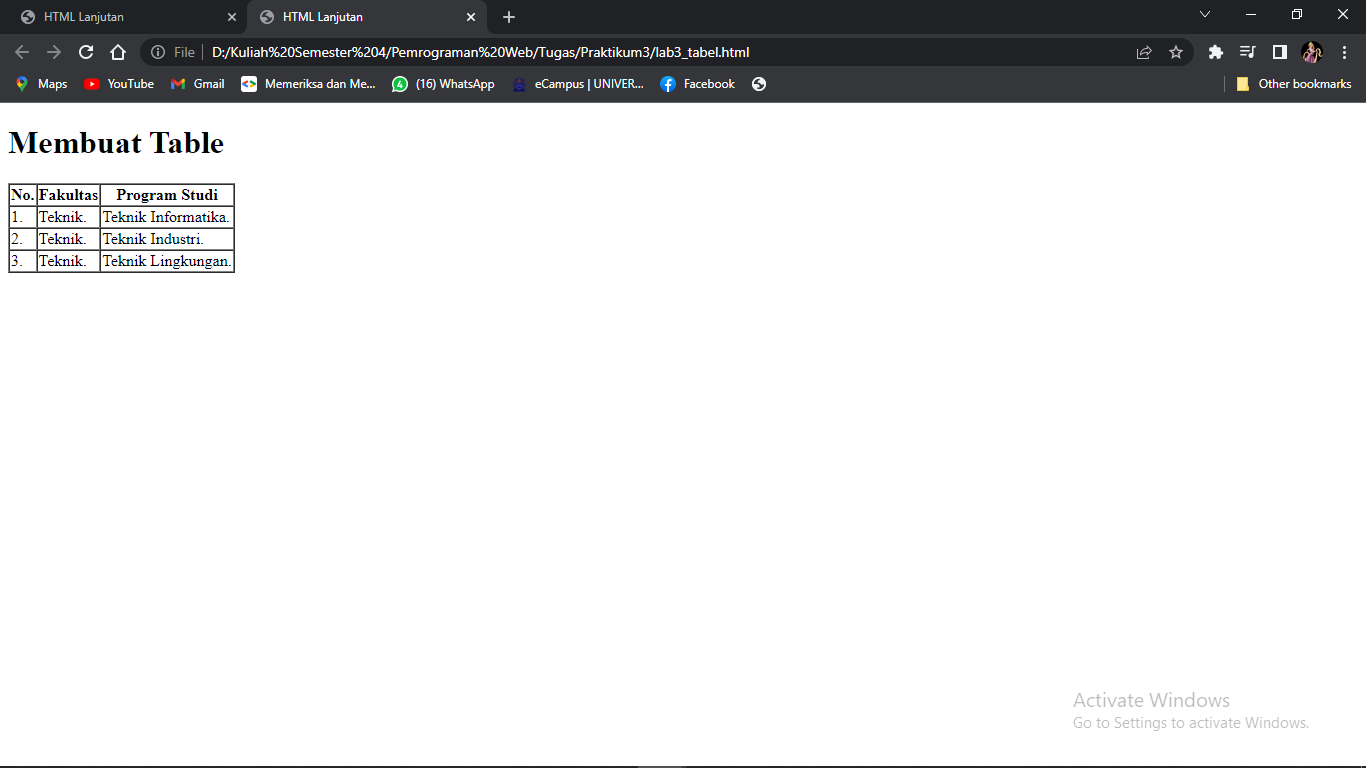 HTML Lanjutan
HTML Lanjutan
File D:/Kuliah%20Semester%204/Pemrograman%20Web/Tugas/Praktikum3/lab3_tabel.html
Maps YouTube Gmail Memeriksa dan Me... 4 (16) WhatsApp eCampus | UNIVER... Facebook Other bookmarks
Membuat Table
No. Fakultas Program Studi
1. Teknik. Teknik Informatika.
2. Teknik. Teknik Industri.
3. Teknik. Teknik Lingkungan.
Activate Windows
Go to Settings to activate Windows.